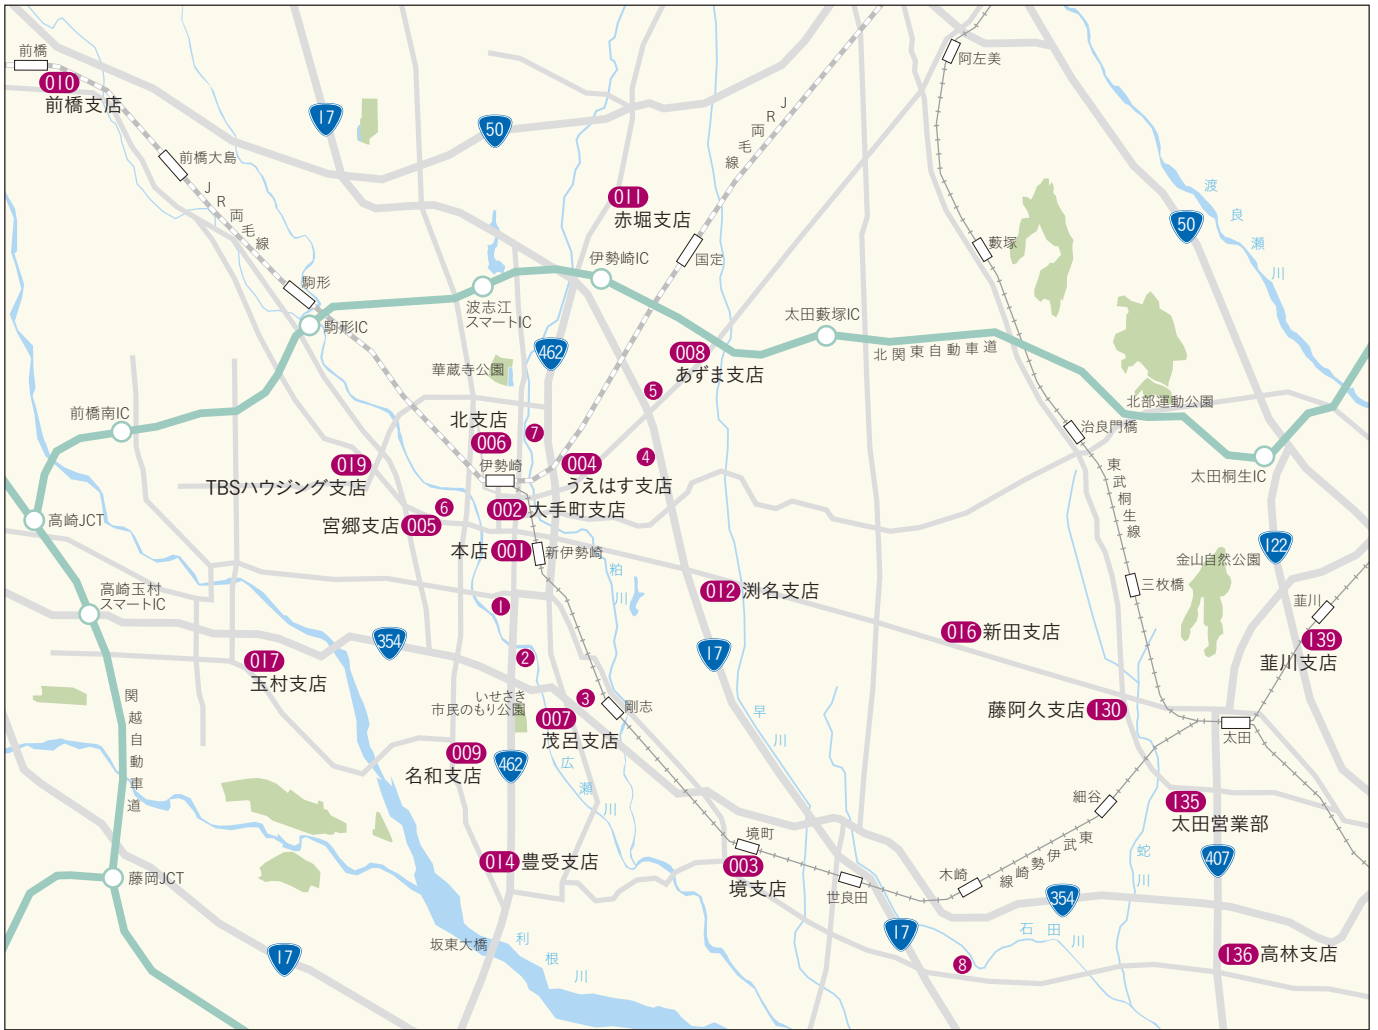 前橋
010
前橋支店
17
50
阿左美
JR両毛線
前橋大島
JR両毛線
011
赤堀支店
渡良瀬川
50
国定
藪塚
伊勢崎IC
駒形
波志江
スマートIC
駒形IC
太田藪塚IC
北関東自動車道
462
008
あずま支店
華蔵寺公園
5
北部運動公園
前橋南IC
北支店
006
7
治良門橋
019
TBSハウジング支店
伊勢崎
004
うえはす支店
4
太田桐生IC
東武桐生線
6
宮郷支店
005
002
大手町支店
高崎JCT
本店
001
新伊勢崎
122
金山自然公園
粕川
高崎玉村
スマートIC
012
渕名支店
三枚橋
韮川
1
354
016
新田支店
139
韮川支店
017
玉村支店
2
17
関越自動車道
いせさき
市民のもり公園
3
剛志
007
茂呂支店
早川
藤阿久支店
130
太田
009
名和支店
462
広瀬川
細谷
135
太田営業部
境町
003
境支店
東武伊勢崎線
蛇川
407
014
豊受支店
藤岡JCT
世良田
木崎
354
坂東大橋
利根川
17
17
石田川
8
136
高林支店